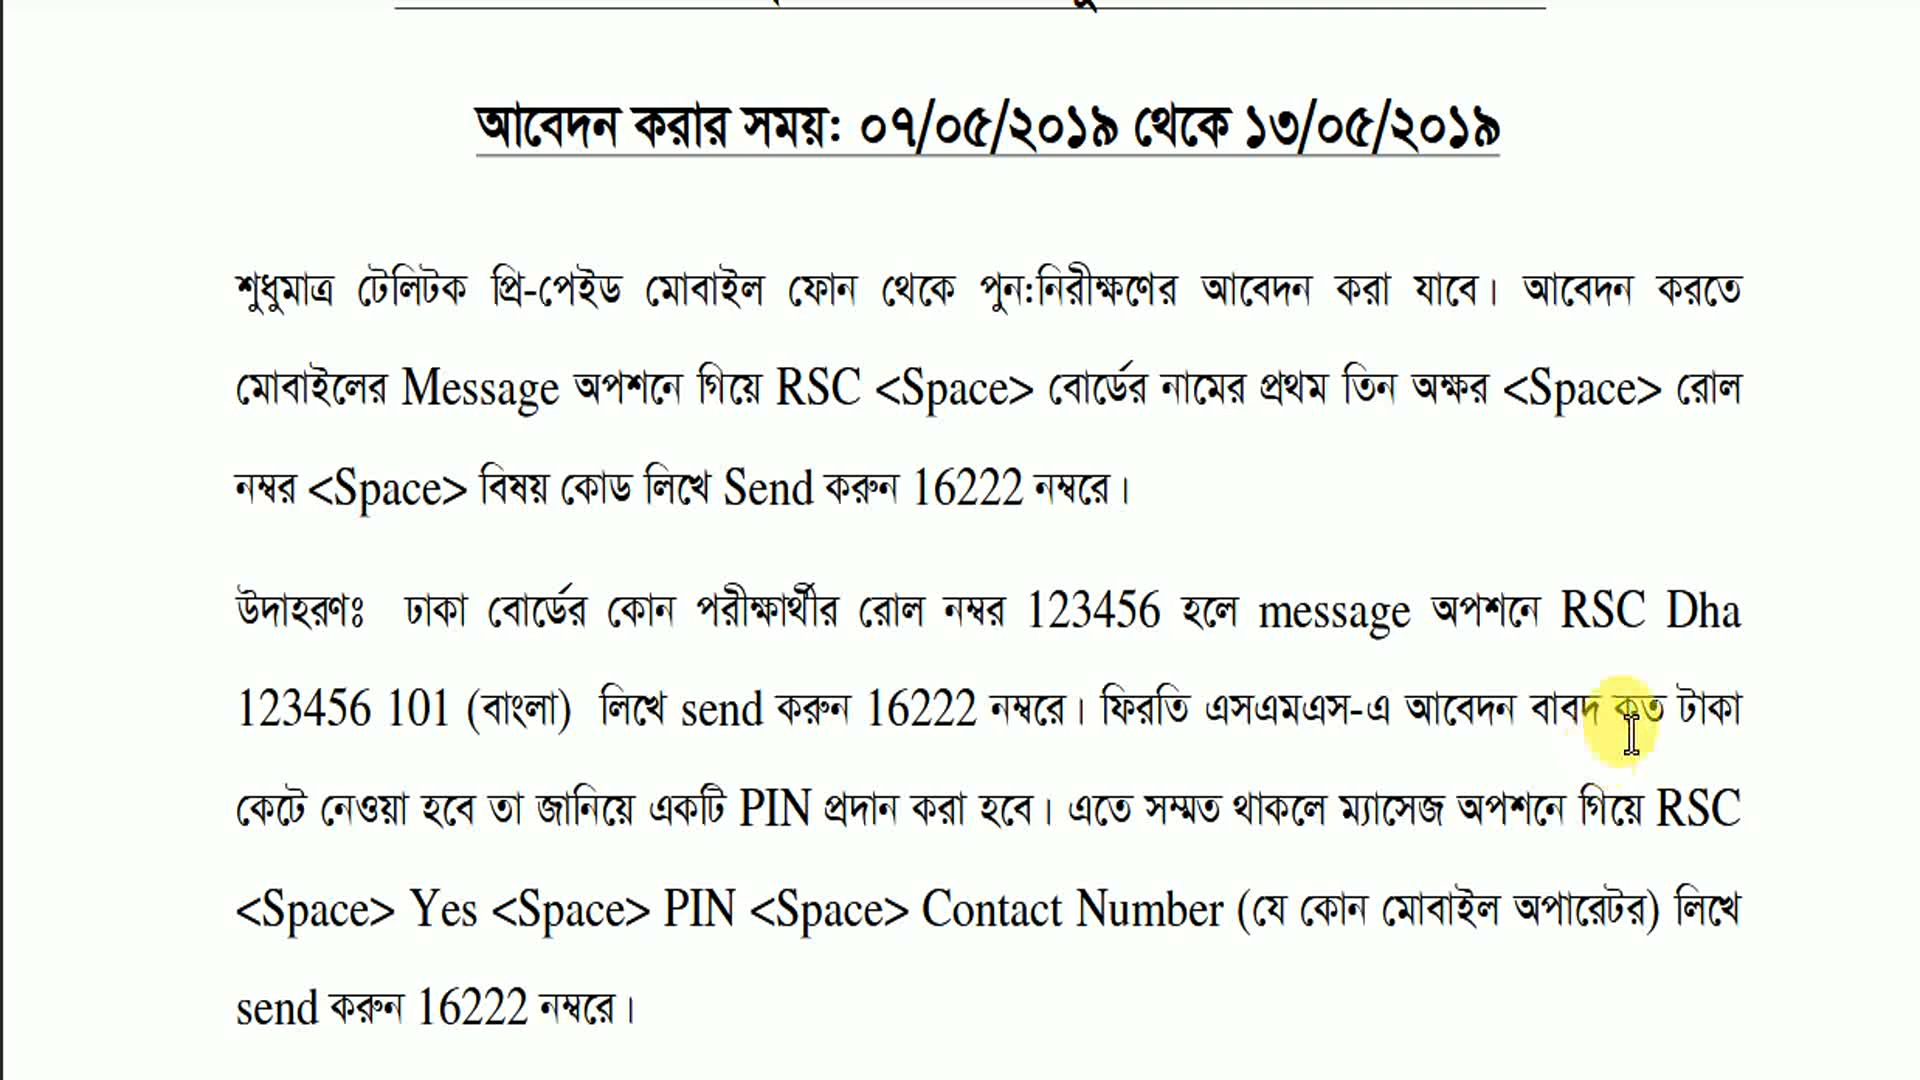 আবেদন করার সময়: ০৭/০৫/২০১৯ থেকে ১৩/০৫/২০১৯
শুধুমাত্র টেলিটক প্রি-পেইড মোবাইল ফোন থেকে পুন:নিরীক্ষণের আবেদন করা যাবে। আবেদন করতে
মোবাইলের Message অপশনে গিয়ে RSC <Space> বোর্ডের নামের প্রথম তিন অক্ষর <Space> রোল
নম্বর <Space> বিষয় কোড লিখে Send করুন 16222 নম্বরে।
উদাহরণঃ ঢাকা বোর্ডের কোন পরীক্ষার্থীর রোল নম্বর 123456 হলে message অপশনে RSC Dha
123456 101 (বাংলা) লিখে send করুন 16222 নম্বরে। ফিরতি এসএমএস-এ আবেদন বাবদ কত টাকা
কেটে নেওয়া হবে তা জানিয়ে একটি PIN প্রদান করা হবে। এতে সম্মত থাকলে ম্যাসেজ অপশনে গিয়ে RSC
<Space> Yes <Space> PIN <Space> Contact Number (যে কোন মোবাইল অপারেটর) লিখে
send করুন 16222 নম্বরে।